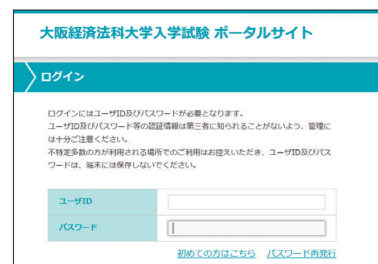 大阪経済法科大学入学試験 ポータルサイト
ログイン
ログインにはユーザID及びパスワードが必要となります。
ユーザID及びパスワード等の認証情報は第三者に知られることがないよう、管理に
は十分ご注意ください。
不特定多数の方が利用される場所でのご利用はお控えいただき、ユーザID及びパス
ワードは、端末には保存しないでください。
ユーザID
パスワード
初めての方はこちら パスワード再発行